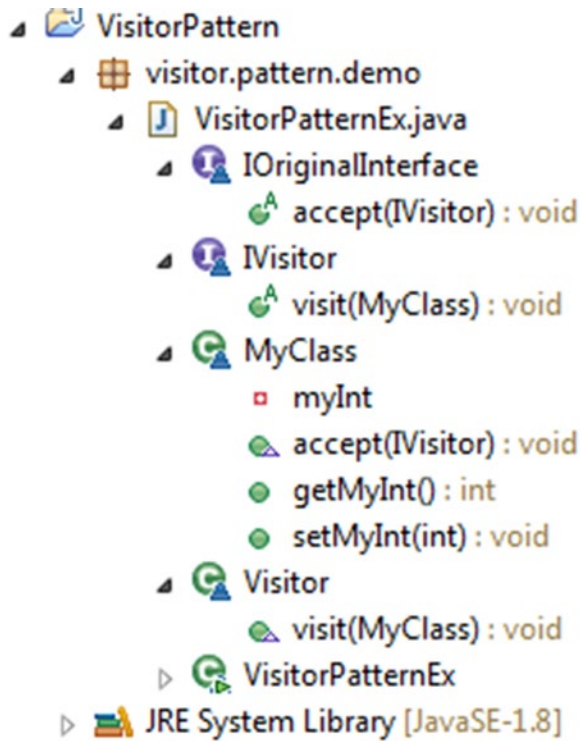 VisitorPattern
visitor.pattern.demo
VisitorPatternEx.java
IOriginalInterface
accept(IVisitor) : void
IVisitor
visit(MyClass) : void
MyClass
myInt
accept(IVisitor) : void
getMyInt() : int
setMyInt(int) : void
Visitor
visit(MyClass) : void
VisitorPatternEx
JRE System Library [JavaSE-1.8]